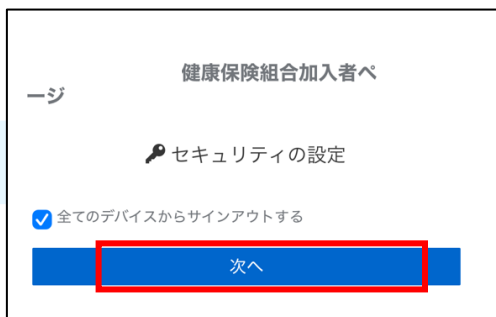 健康保険組合加入者ペ
ージ
セキュリティの設定
全てのデバイスからサインアウトする
次へ